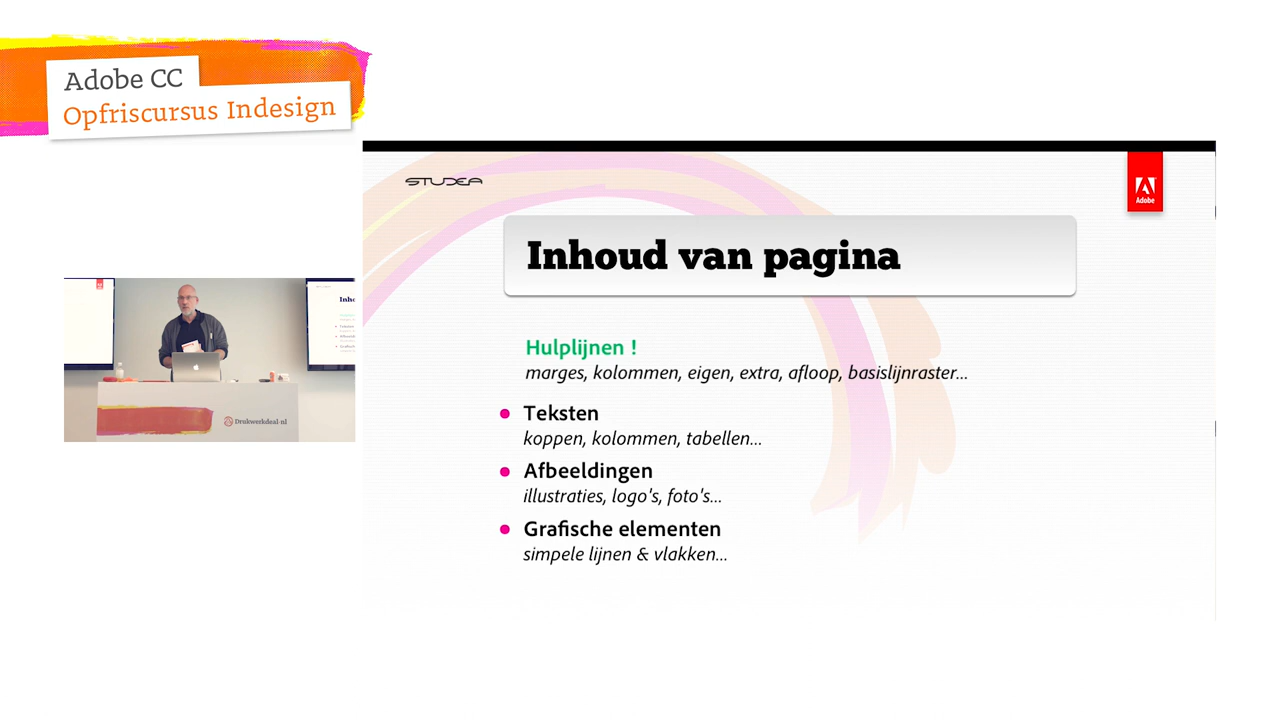 Adobe CC
Opfriscursus Indesign
STUDEA
Adobe
Inhoud van pagina
Hulplijnen !
marges, kolommen, eigen, extra, afloop, basislijnraster...
Teksten
koppen, kolommen, tabellen...
Afbeeldingen
illustraties, logo's, foto's...
Grafische elementen
simpele lijnen & vlakken...
Drukwerkdeal.nl